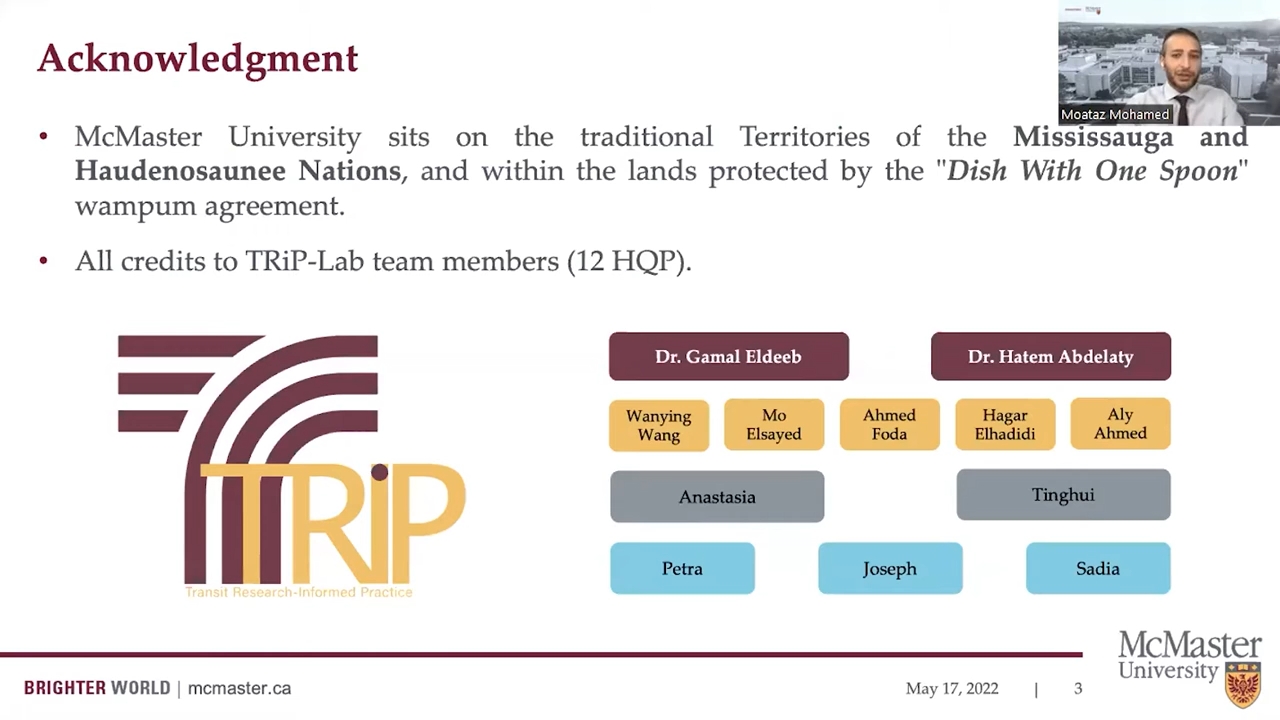 Acknowledgment
Moataz Mohamed
• McMaster University sits on the traditional Territories of the Mississauga and
Haudenosaunee Nations, and within the lands protected by the "Dish With One Spoon"
wampum agreement.
• All credits to TRiP-Lab team members (12 HQP).
TRiP
Transit Research-Informed Practice
Dr. Gamal Eldeeb
Dr. Hatem Abdelaty
Wanying
Wang
Mo
Elsayed
Ahmed
Foda
Hagar
Elhadidi
Aly
Ahmed
Anastasia
Tinghui
Petra
Joseph
Sadia
BRIGHTER WORLD | mcmaster.ca
May 17, 2022 | 3
McMaster
University